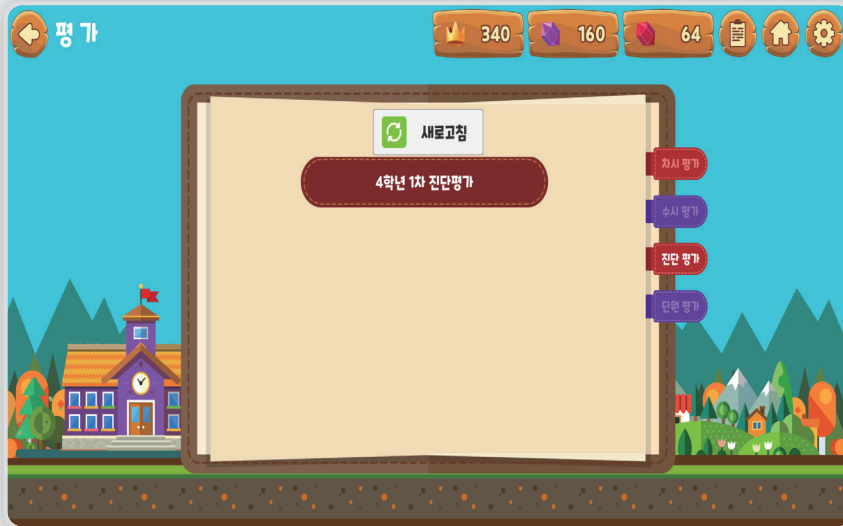 평가
340
160
64
새로고침
4학년 1차 진단평가
차시 평가
수시 평가
진단 평가
단원 평가